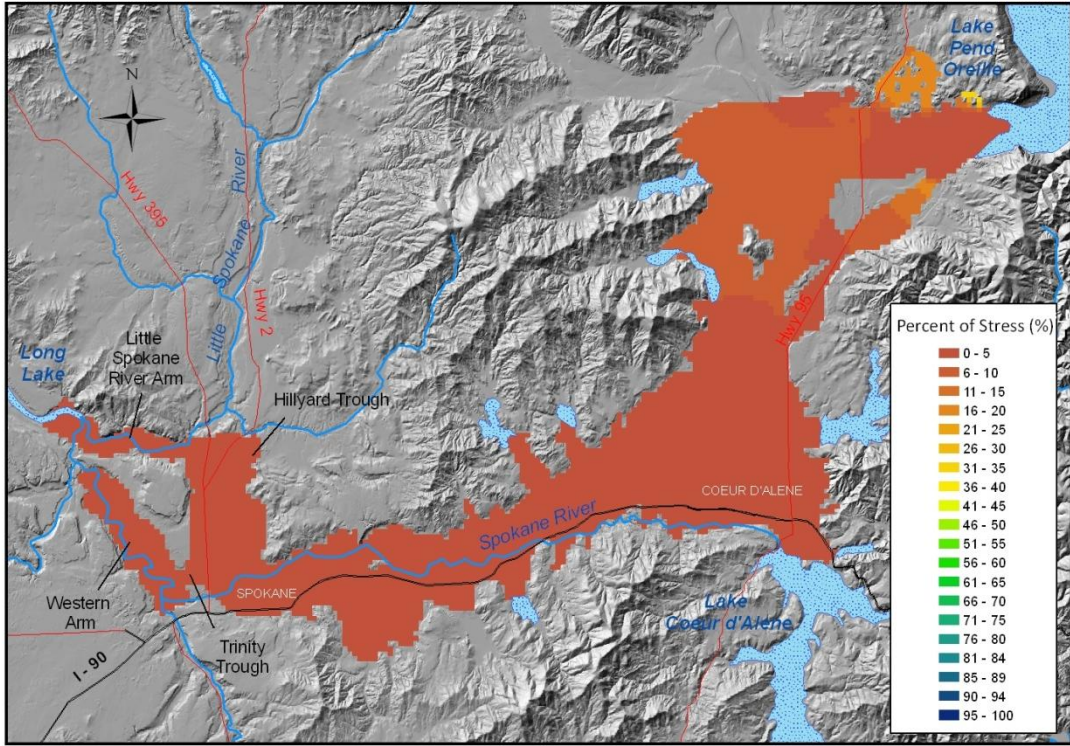 N
Lake
Pend
Oreille
Hwy 395
Little Spokane River
Hwy 2
Hwy 95
Long
Lake
Little
Spokane
River Arm
Hillyard Trough
COEUR D'ALENE
Spokane River
SPOKANE
Western
Arm
Trinity
Trough
I - 90
Lake
Coeur d'Alene
Percent of Stress (%)
0 - 5
6 - 10
11 - 15
16 - 20
21 - 25
26 - 30
31 - 35
36 - 40
41 - 45
46 - 50
51 - 55
56 - 60
61 - 65
66 - 70
71 - 75
76 - 80
81 - 84
85 - 89
90 - 94
95 - 100